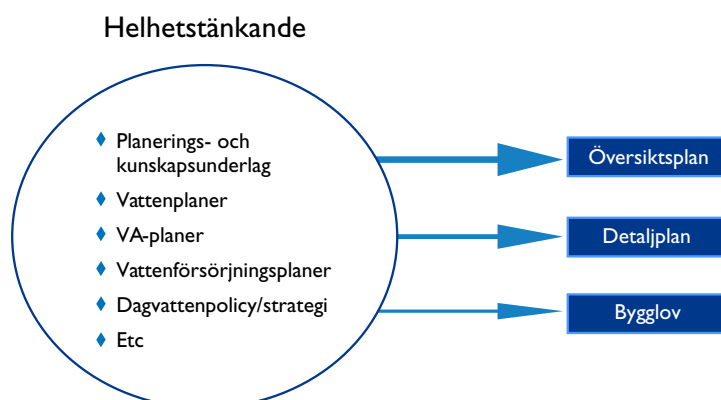 Helhetstänkande
Planerings- och
kunskapsunderlag
Vattenplaner
VA-planer
Vattenförsörjningsplaner
Dagvattenpolicy/strategi
Etc
Översiktsplan
Detaljplan
Bygglov